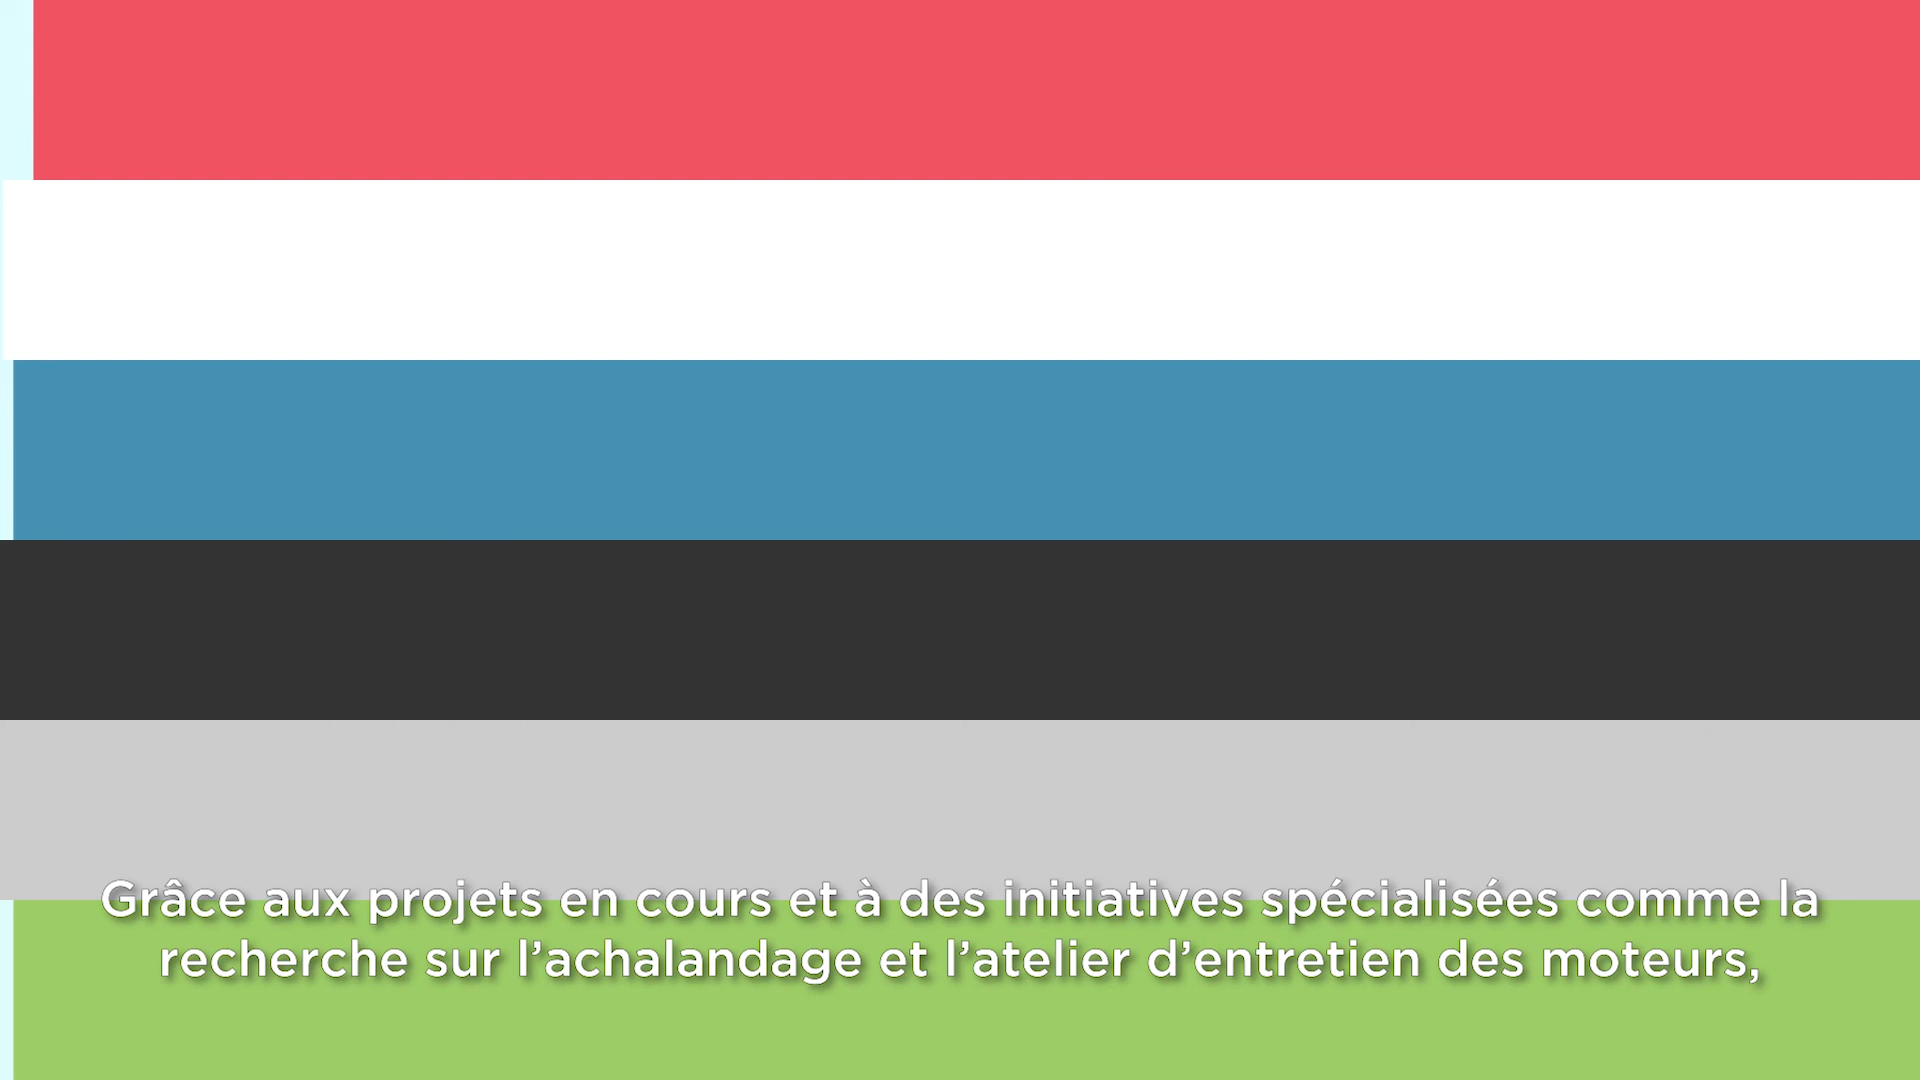 Grâce aux projets en cours et à des initiatives spécialisées comme la
recherche sur l’achalandage et l’atelier d’entretien des moteurs,